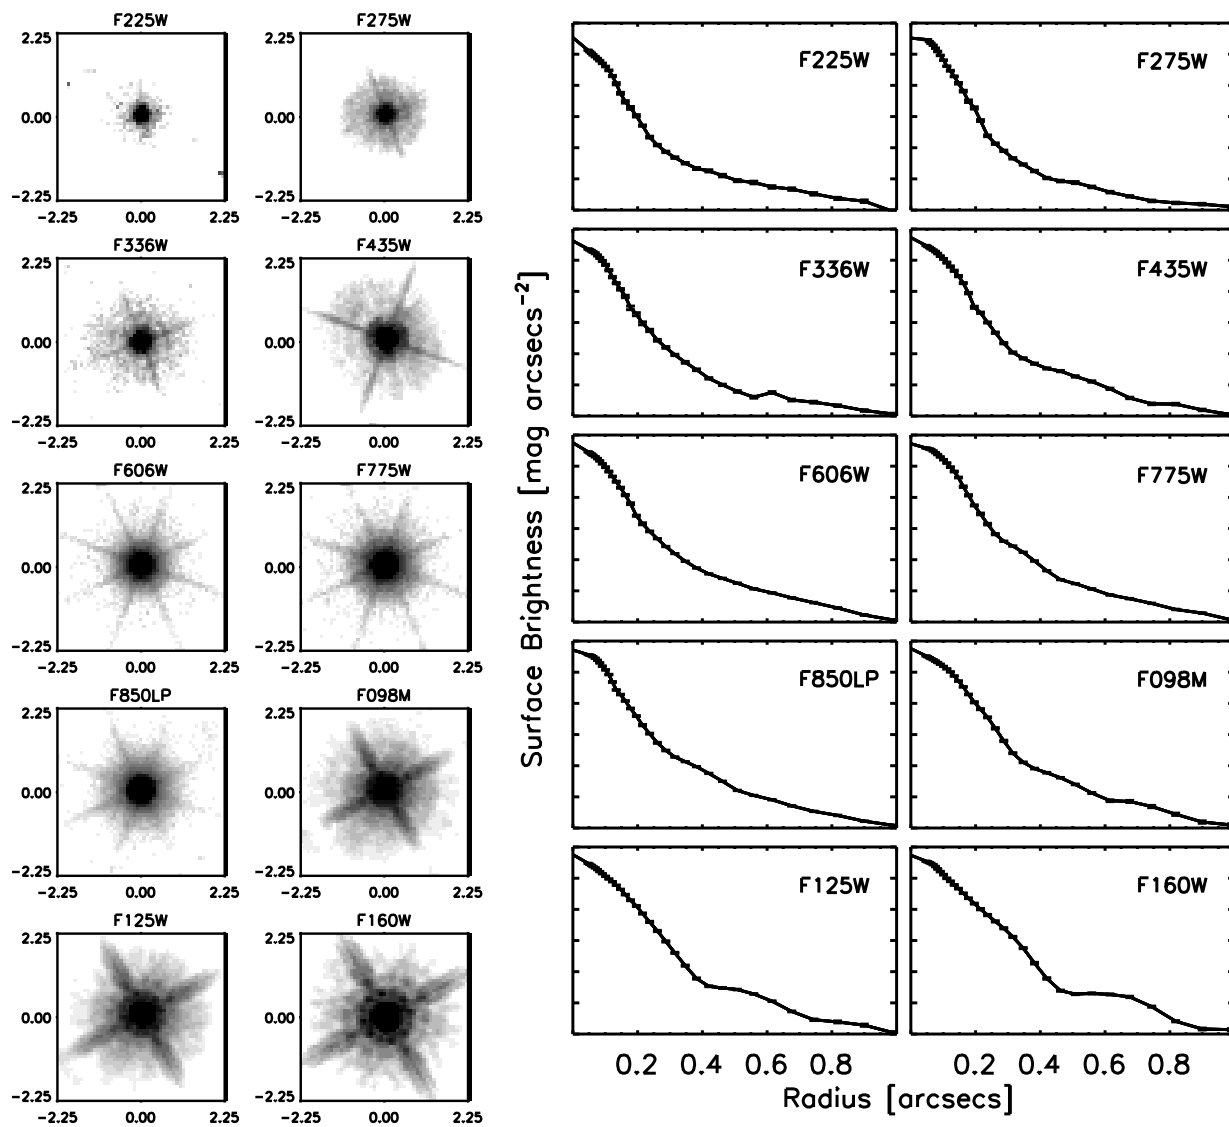 F225W F275W
2.25 2.25
0.00 0.00
−2.25 −2.25
−2.25 0.00 2.25 −2.25 0.00 2.25
F336W F435W
2.25 2.25
0.00 0.00
−2.25 −2.25
−2.25 0.00 2.25 −2.25 0.00 2.25
F606W F775W
2.25 2.25
0.00 0.00
−2.25 −2.25
−2.25 0.00 2.25 −2.25 0.00 2.25
F850LP F098M
2.25 2.25
0.00 0.00
−2.25 −2.25
−2.25 0.00 2.25 −2.25 0.00 2.25
F125W F160W
2.25 2.25
0.00 0.00
−2.25 −2.25
−2.25 0.00 2.25 −2.25 0.00 2.25
Surface Brightness [mag arcsecs⁻²]
F225W F275W
F336W F435W
F606W F775W
F850LP F098M
F125W F160W
0.2 0.4 0.6 0.8 0.2 0.4 0.6 0.8
Radius [arcsecs]